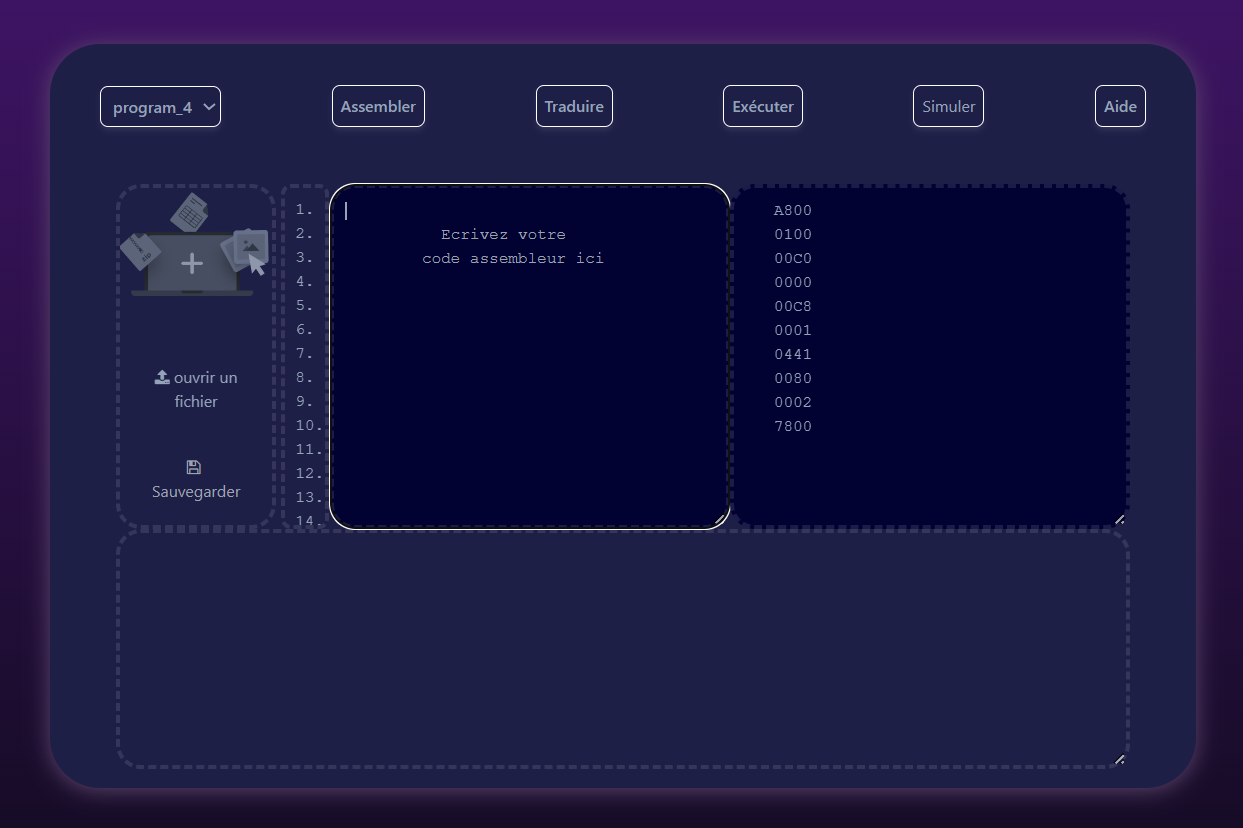 program_4
Assembler
Traduire
Exécuter
Simuler
Aide
ouvrir un
fichier
Sauvegarder
1.
2.
3.
4.
5.
6.
7.
8.
9.
10.
11.
12.
13.
14.
Ecrivez votre
code assembleur ici
A800
0100
00C0
0000
00C8
0001
0441
0080
0002
7800